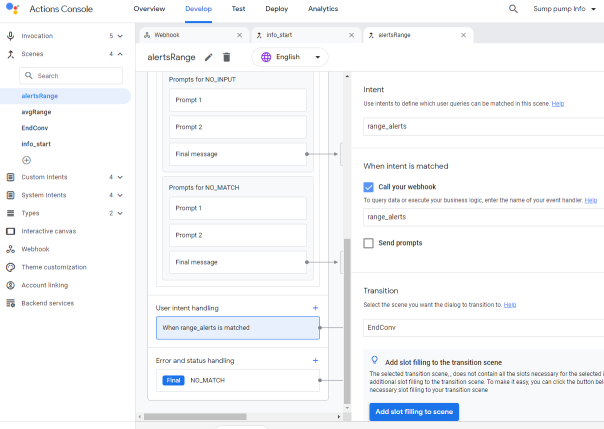 Actions Console
Overview
Develop
Test
Deploy
Analytics
Sump pump Info
Invocation
5
Scenes
4
Search
alertsRange
avgRange
EndConv
info_start
Custom Intents
4
System Intents
4
Types
2
Interactive canvas
Webhook
Theme customization
Account linking
Backend services
Webhook
info_start
alertsRange
alertsRange
English
Prompts for NO_INPUT
Prompt 1
Prompt 2
Final message
Prompts for NO_MATCH
Prompt 1
Prompt 2
Final message
User intent handling
When range_alerts is matched
Error and status handling
Final NO_MATCH
Intent
Use intents to define which user queries can be matched in this scene. Help
range_alerts
When intent is matched
Call your webhook
To query data or execute your business logic, enter the name of your event handler. Help
range_alerts
Send prompts
Transition
Select the scene you want the dialog to transition to. Help
EndConv
Add slot filling to the transition scene
The selected transition scene, , does not contain all the slots necessary for the selected i
additional slot filling to the transition scene. To make it easy, you can click the button bel
necessary slot filling to your transition scene
Add slot filling to scene